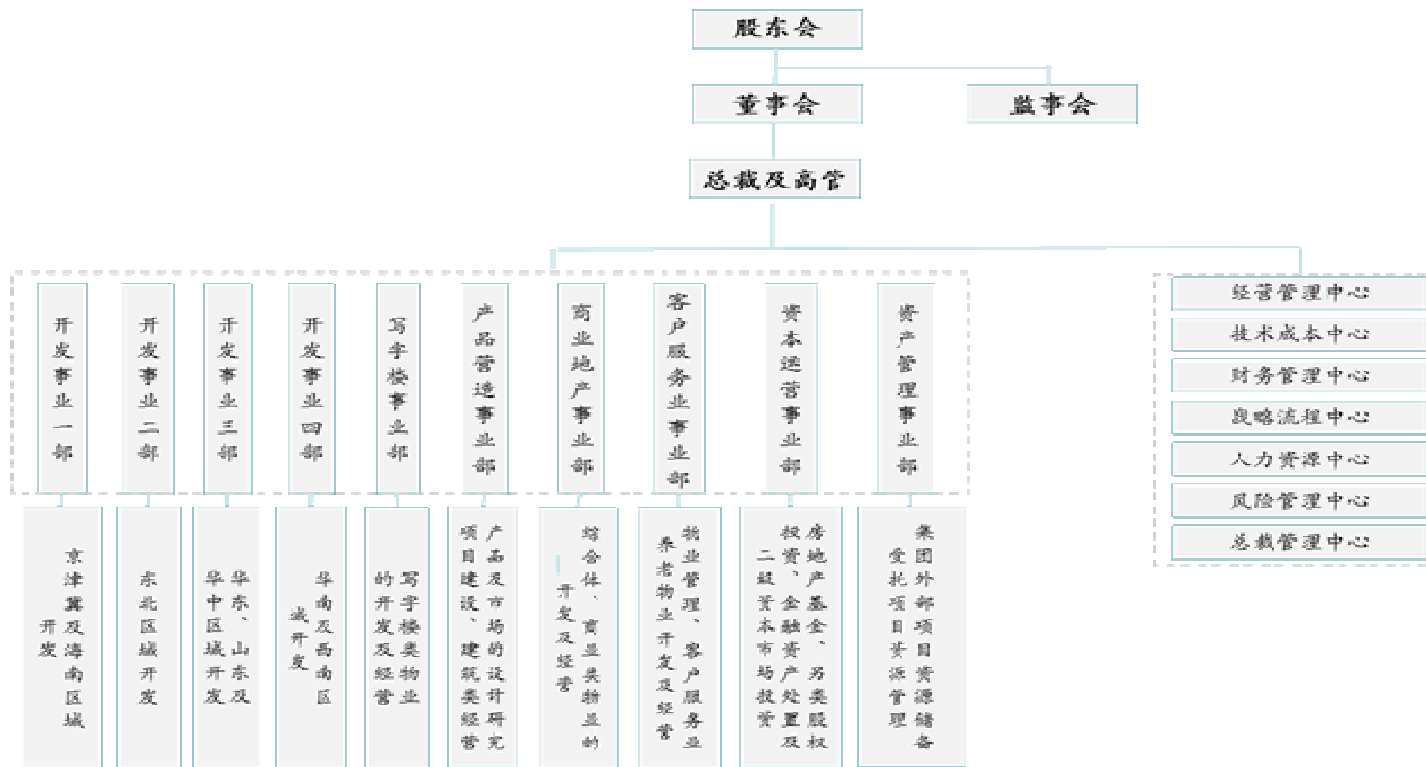 股东会
董事会
监事会
总裁及高管
开发事业一部
开发事业二部
开发事业三部
开发事业四部
写字楼事业部
产品营造事业部
商业地产事业部
客户服务业事业部
资本运营事业部
资产管理事业部
经营管理中心
技术成本中心
财务管理中心
战略流程中心
人力资源中心
风险管理中心
总裁管理中心
京津冀及海南区域
开发
东北区域开发
华东、山东及
华中区域开发
华南及西南区
域开发
写字楼类物业
的开发及经营
产品及市场的设计研究
项目建设、建筑类经营
综合体、商业类物业的
开发及经营
物业管理、客户服务业
养老物业开发及经营
房地产基金、另类股权
投资、金融资产处置及
二级资本市场投资
集团外部项目资源储备
受托项目资源管理